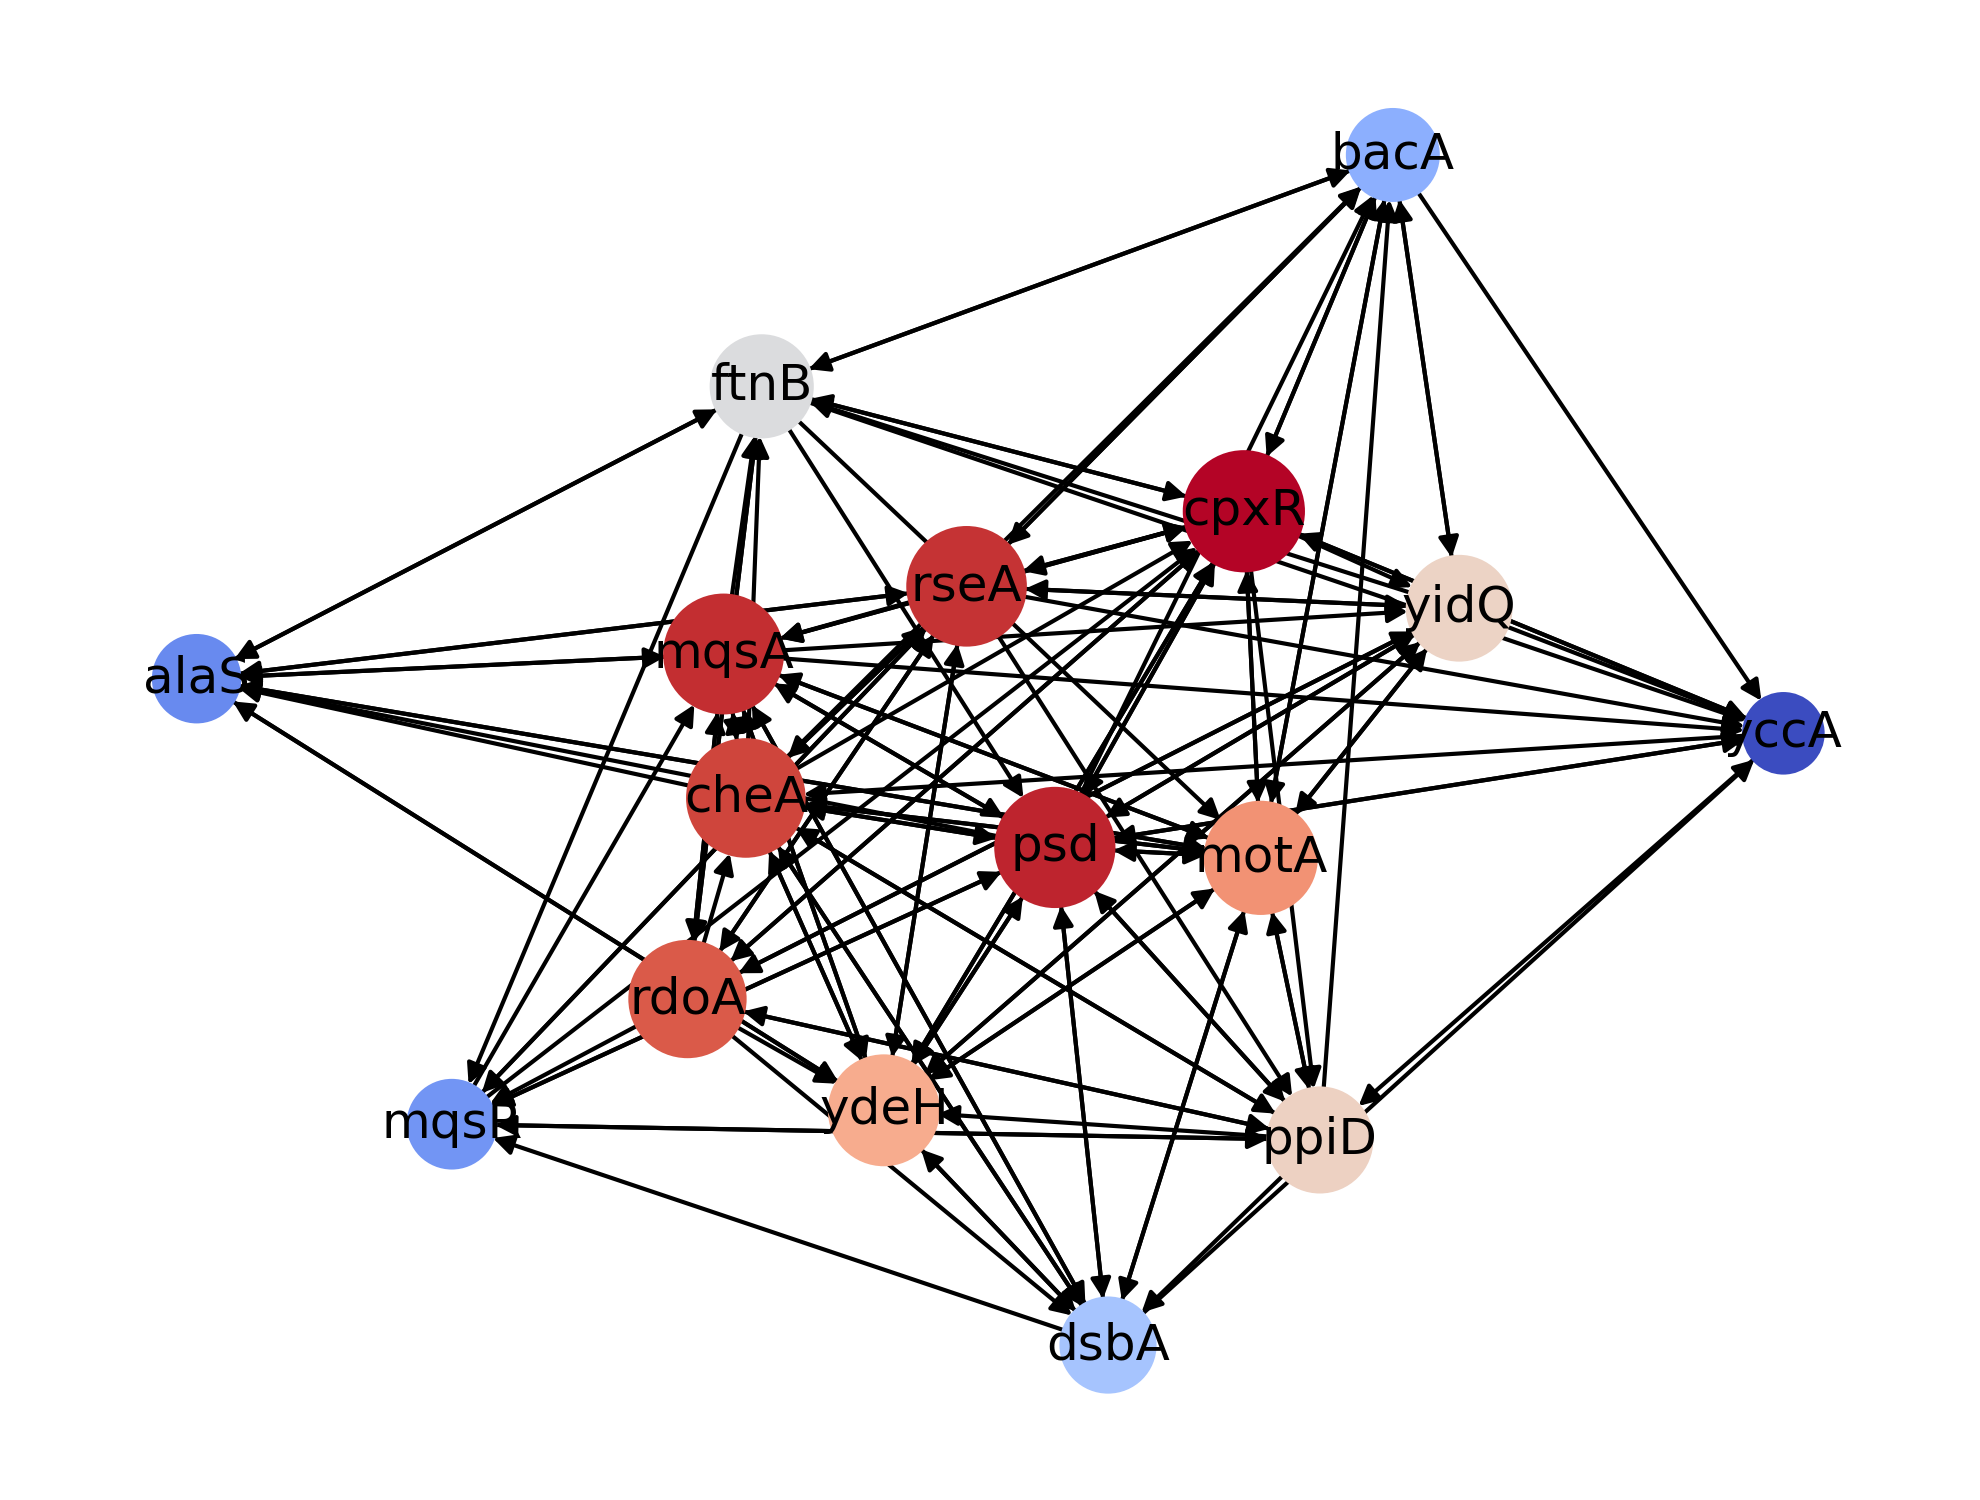 bacA
ftnB
cpxR
rseA
yidQ
mqsA
alaS
yccA
cheA
psd
motA
rdoA
ydeH
mqsR
ppiD
dsbA